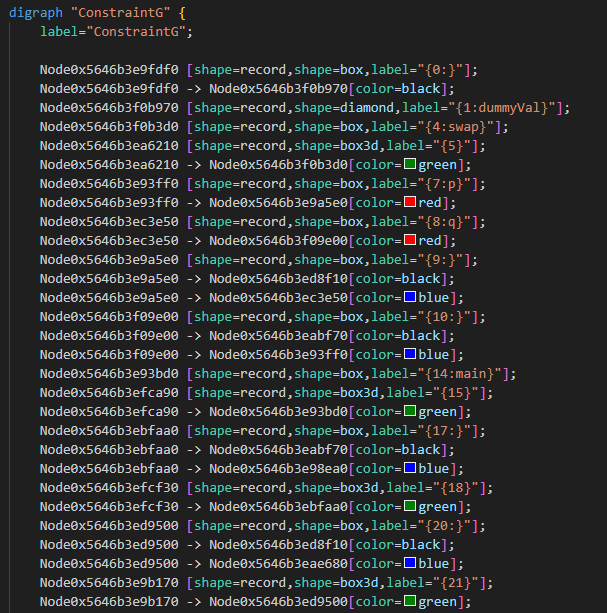 digraph "ConstraintG" {
label="ConstraintG";
Node0x5646b3e9fdf0 [shape=record,shape=box,label="{0:}"];
Node0x5646b3e9fdf0 -> Node0x5646b3f0b970[color=black];
Node0x5646b3f0b970 [shape=record,shape=diamond,label="{1:dummyVal}"];
Node0x5646b3f0b3d0 [shape=record,shape=box,label="{4:swap}"];
Node0x5646b3ea6210 [shape=record,shape=box3d,label="{5}"];
Node0x5646b3ea6210 -> Node0x5646b3f0b3d0[color=green];
Node0x5646b3e93ff0 [shape=record,shape=box,label="{7:p}"];
Node0x5646b3e93ff0 -> Node0x5646b3e9a5e0[color=red];
Node0x5646b3ec3e50 [shape=record,shape=box,label="{8:q}"];
Node0x5646b3ec3e50 -> Node0x5646b3f09e00[color=red];
Node0x5646b3e9a5e0 [shape=record,shape=box,label="{9:}"];
Node0x5646b3e9a5e0 -> Node0x5646b3ed8f10[color=black];
Node0x5646b3e9a5e0 -> Node0x5646b3ec3e50[color=blue];
Node0x5646b3f09e00 [shape=record,shape=box,label="{10:}"];
Node0x5646b3f09e00 -> Node0x5646b3eabf70[color=black];
Node0x5646b3f09e00 -> Node0x5646b3e93ff0[color=blue];
Node0x5646b3e93bd0 [shape=record,shape=box,label="{14:main}"];
Node0x5646b3efca90 [shape=record,shape=box3d,label="{15}"];
Node0x5646b3efca90 -> Node0x5646b3e93bd0[color=green];
Node0x5646b3ebfaa0 [shape=record,shape=box,label="{17:}"];
Node0x5646b3ebfaa0 -> Node0x5646b3eabf70[color=black];
Node0x5646b3ebfaa0 -> Node0x5646b3e98ea0[color=blue];
Node0x5646b3efcf30 [shape=record,shape=box3d,label="{18}"];
Node0x5646b3efcf30 -> Node0x5646b3ebfaa0[color=green];
Node0x5646b3ed9500 [shape=record,shape=box,label="{20:}"];
Node0x5646b3ed9500 -> Node0x5646b3ed8f10[color=black];
Node0x5646b3ed9500 -> Node0x5646b3eae680[color=blue];
Node0x5646b3e9b170 [shape=record,shape=box3d,label="{21}"];
Node0x5646b3e9b170 -> Node0x5646b3ed9500[color=green];